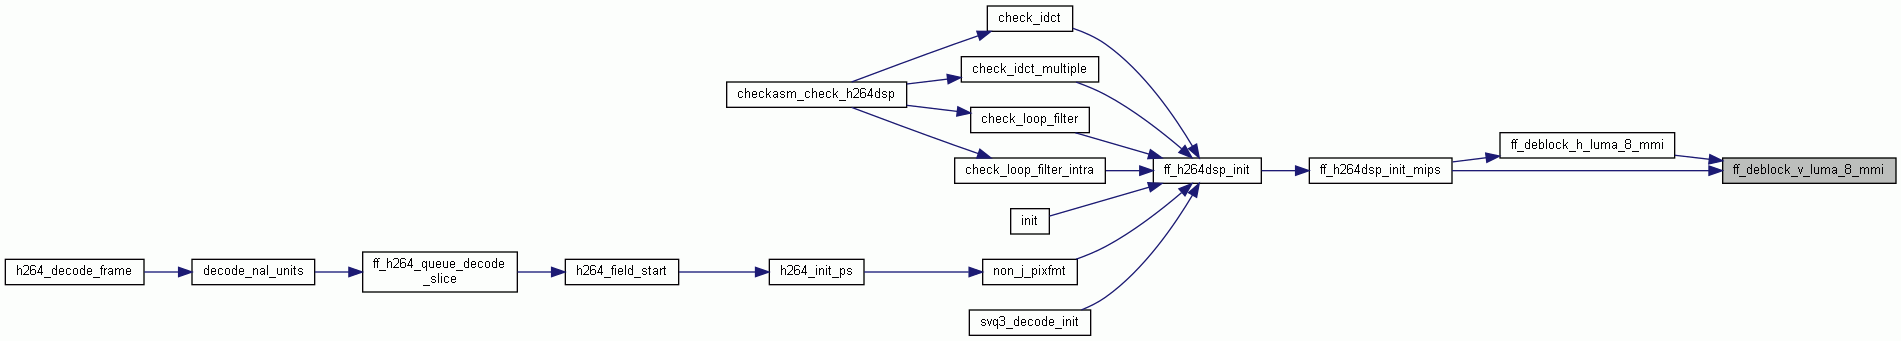 check_idct
check_idct_multiple
checkasm_check_h264dsp
check_loop_filter
ff_deblock_h_luma_8_mmi
check_loop_filter_intra
ff_h264dsp_init
ff_h264dsp_init_mips
ff_deblock_v_luma_8_mmi
init
h264_decode_frame
decode_nal_units
ff_h264_queue_decode
_slice
h264_field_start
h264_init_ps
non_j_pixfmt
svq3_decode_init